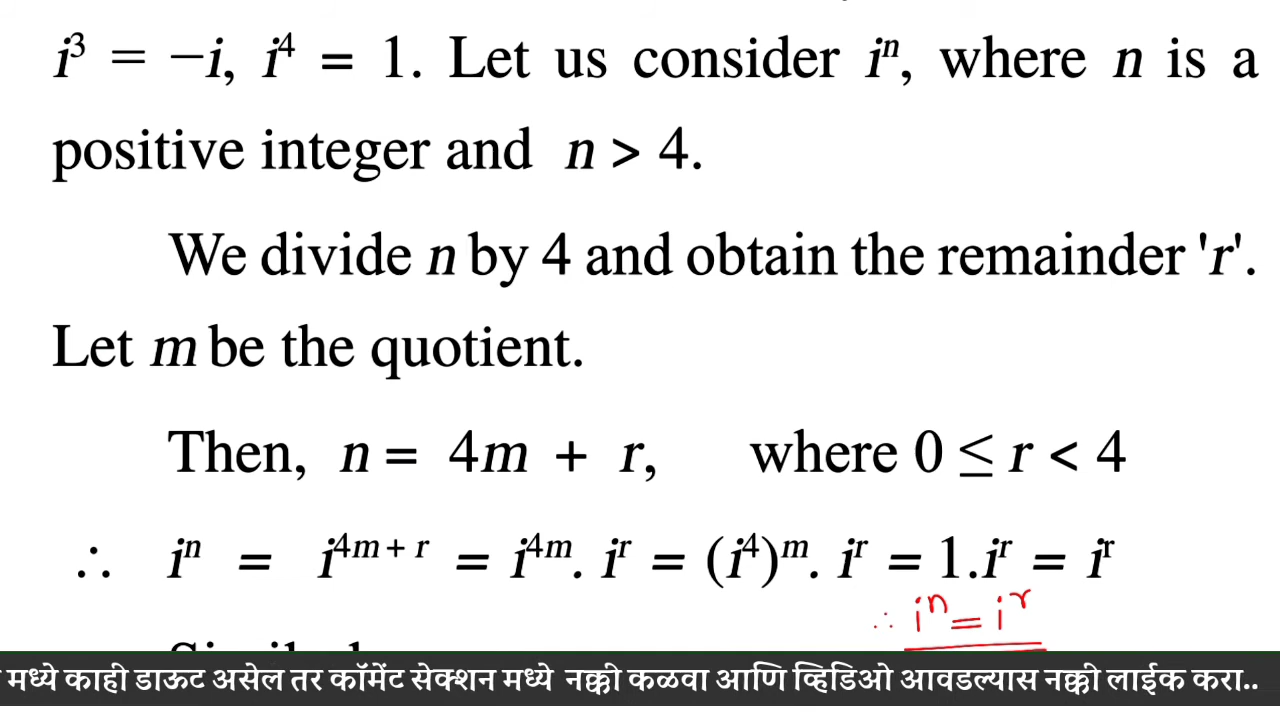 i³ = −i, i⁴ = 1. Let us consider iⁿ, where n is a
positive integer and n > 4.
We divide n by 4 and obtain the remainder 'r'.
Let m be the quotient.
Then, n = 4m + r, where 0 ≤ r < 4
∴ iⁿ = i⁴ᵐ⁺ʳ = i⁴ᵐ. iʳ = (i⁴)ᵐ. iʳ = 1.iʳ = iʳ
∴ iⁿ = iʳ
मध्ये काही डाऊट असेल तर कॉमेंट सेक्शन मध्ये नक्की कळवा आणि व्हिडिओ आवडल्यास नक्की लाईक करा..